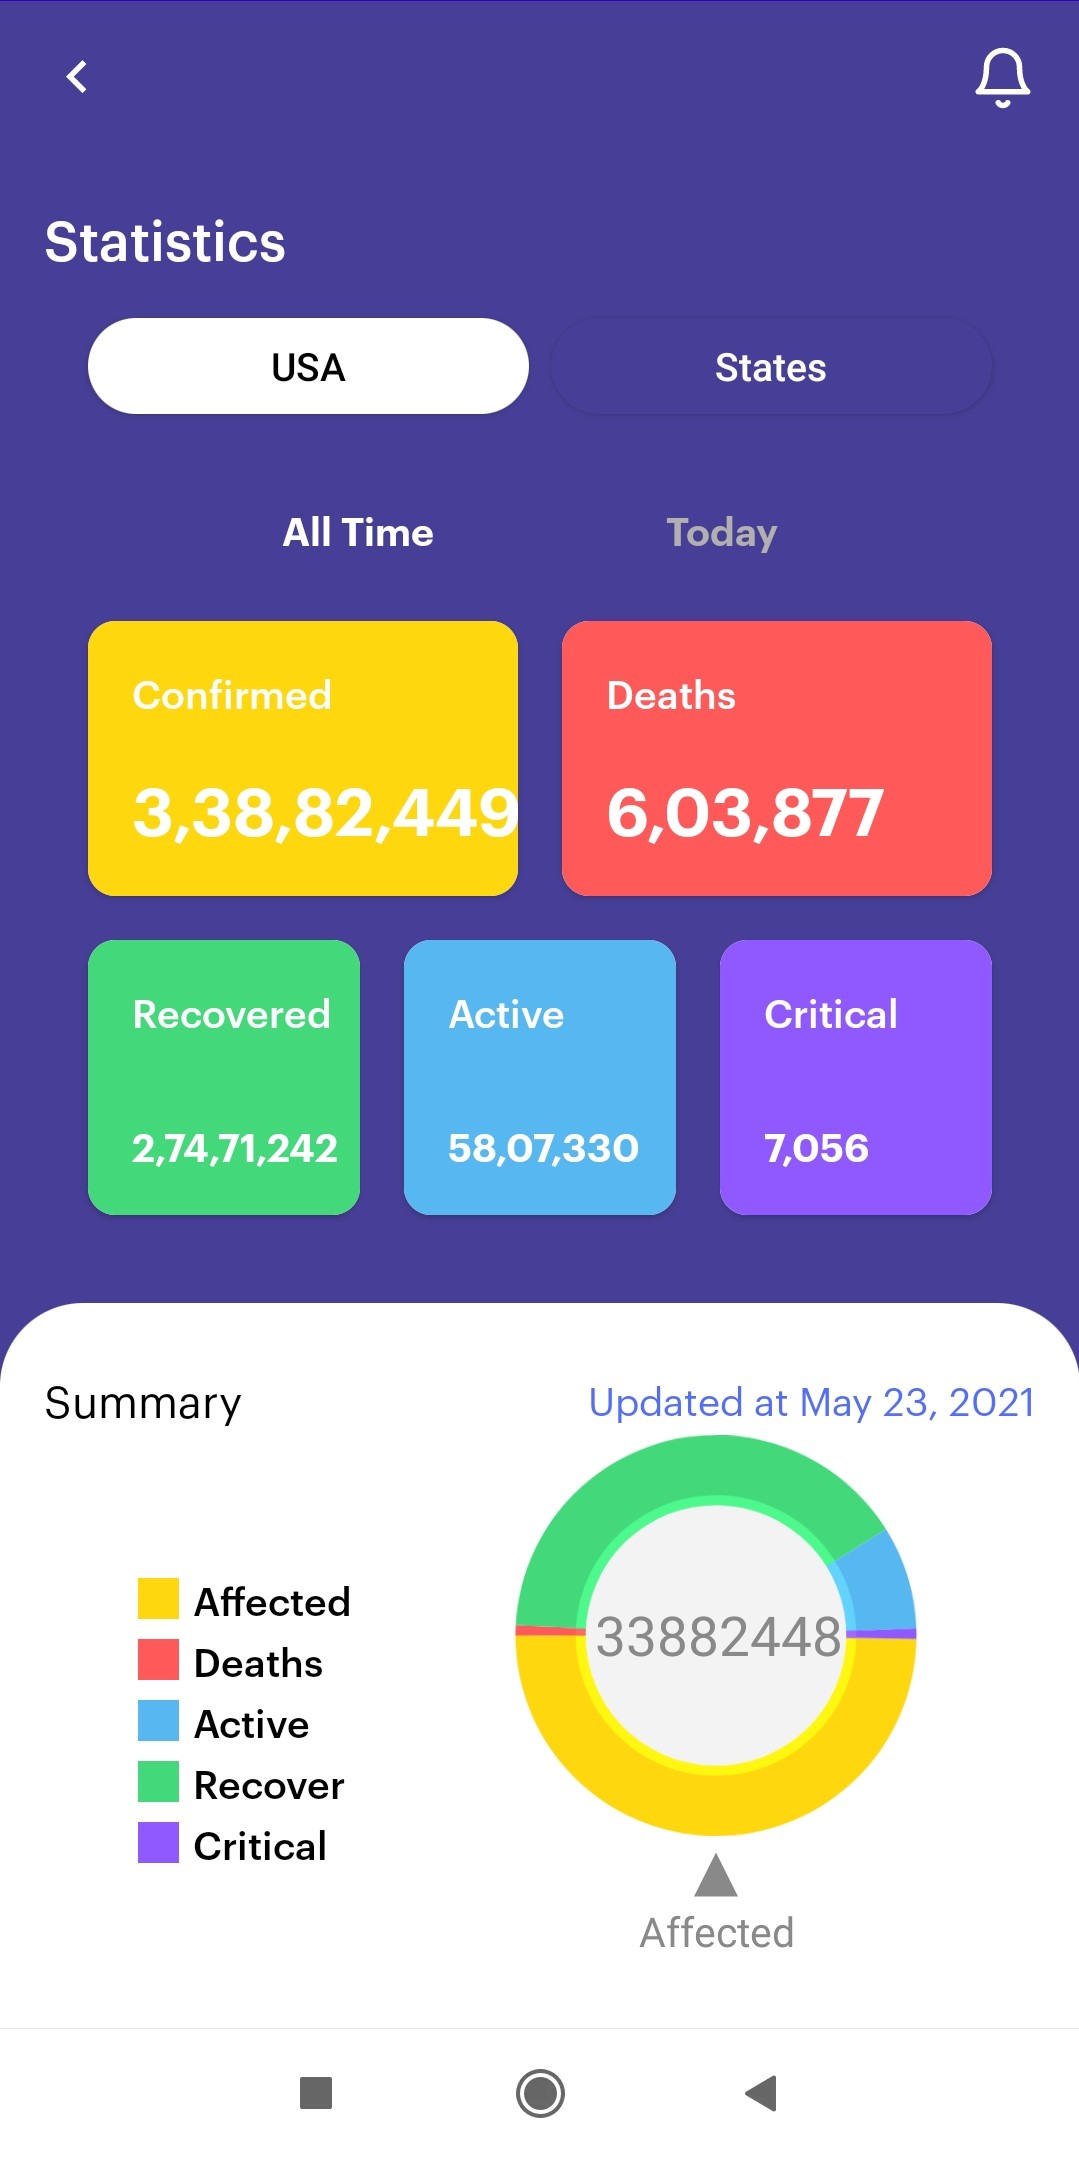 Statistics
USA States
All Time Today
Confirmed Deaths
3,38,82,449 6,03,877
Recovered Active Critical
2,74,71,242 58,07,330 7,056
Summary Updated at May 23, 2021
Affected
Deaths
33882448
Active
Recover
Critical
Affected